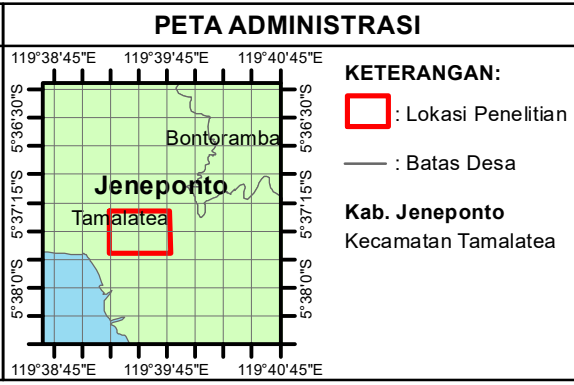 PETA ADMINISTRASI
119°38'45"E 119°39'45"E 119°40'45"E
5°36'30"S
5°37'15"S
5°38'0"S
5°36'30"S
5°37'15"S
5°38'0"S
Bontoramba
Jeneponto
Tamalatea
119°38'45"E 119°39'45"E 119°40'45"E
KETERANGAN:
: Lokasi Penelitian
: Batas Desa
Kab. Jeneponto
Kecamatan Tamalatea